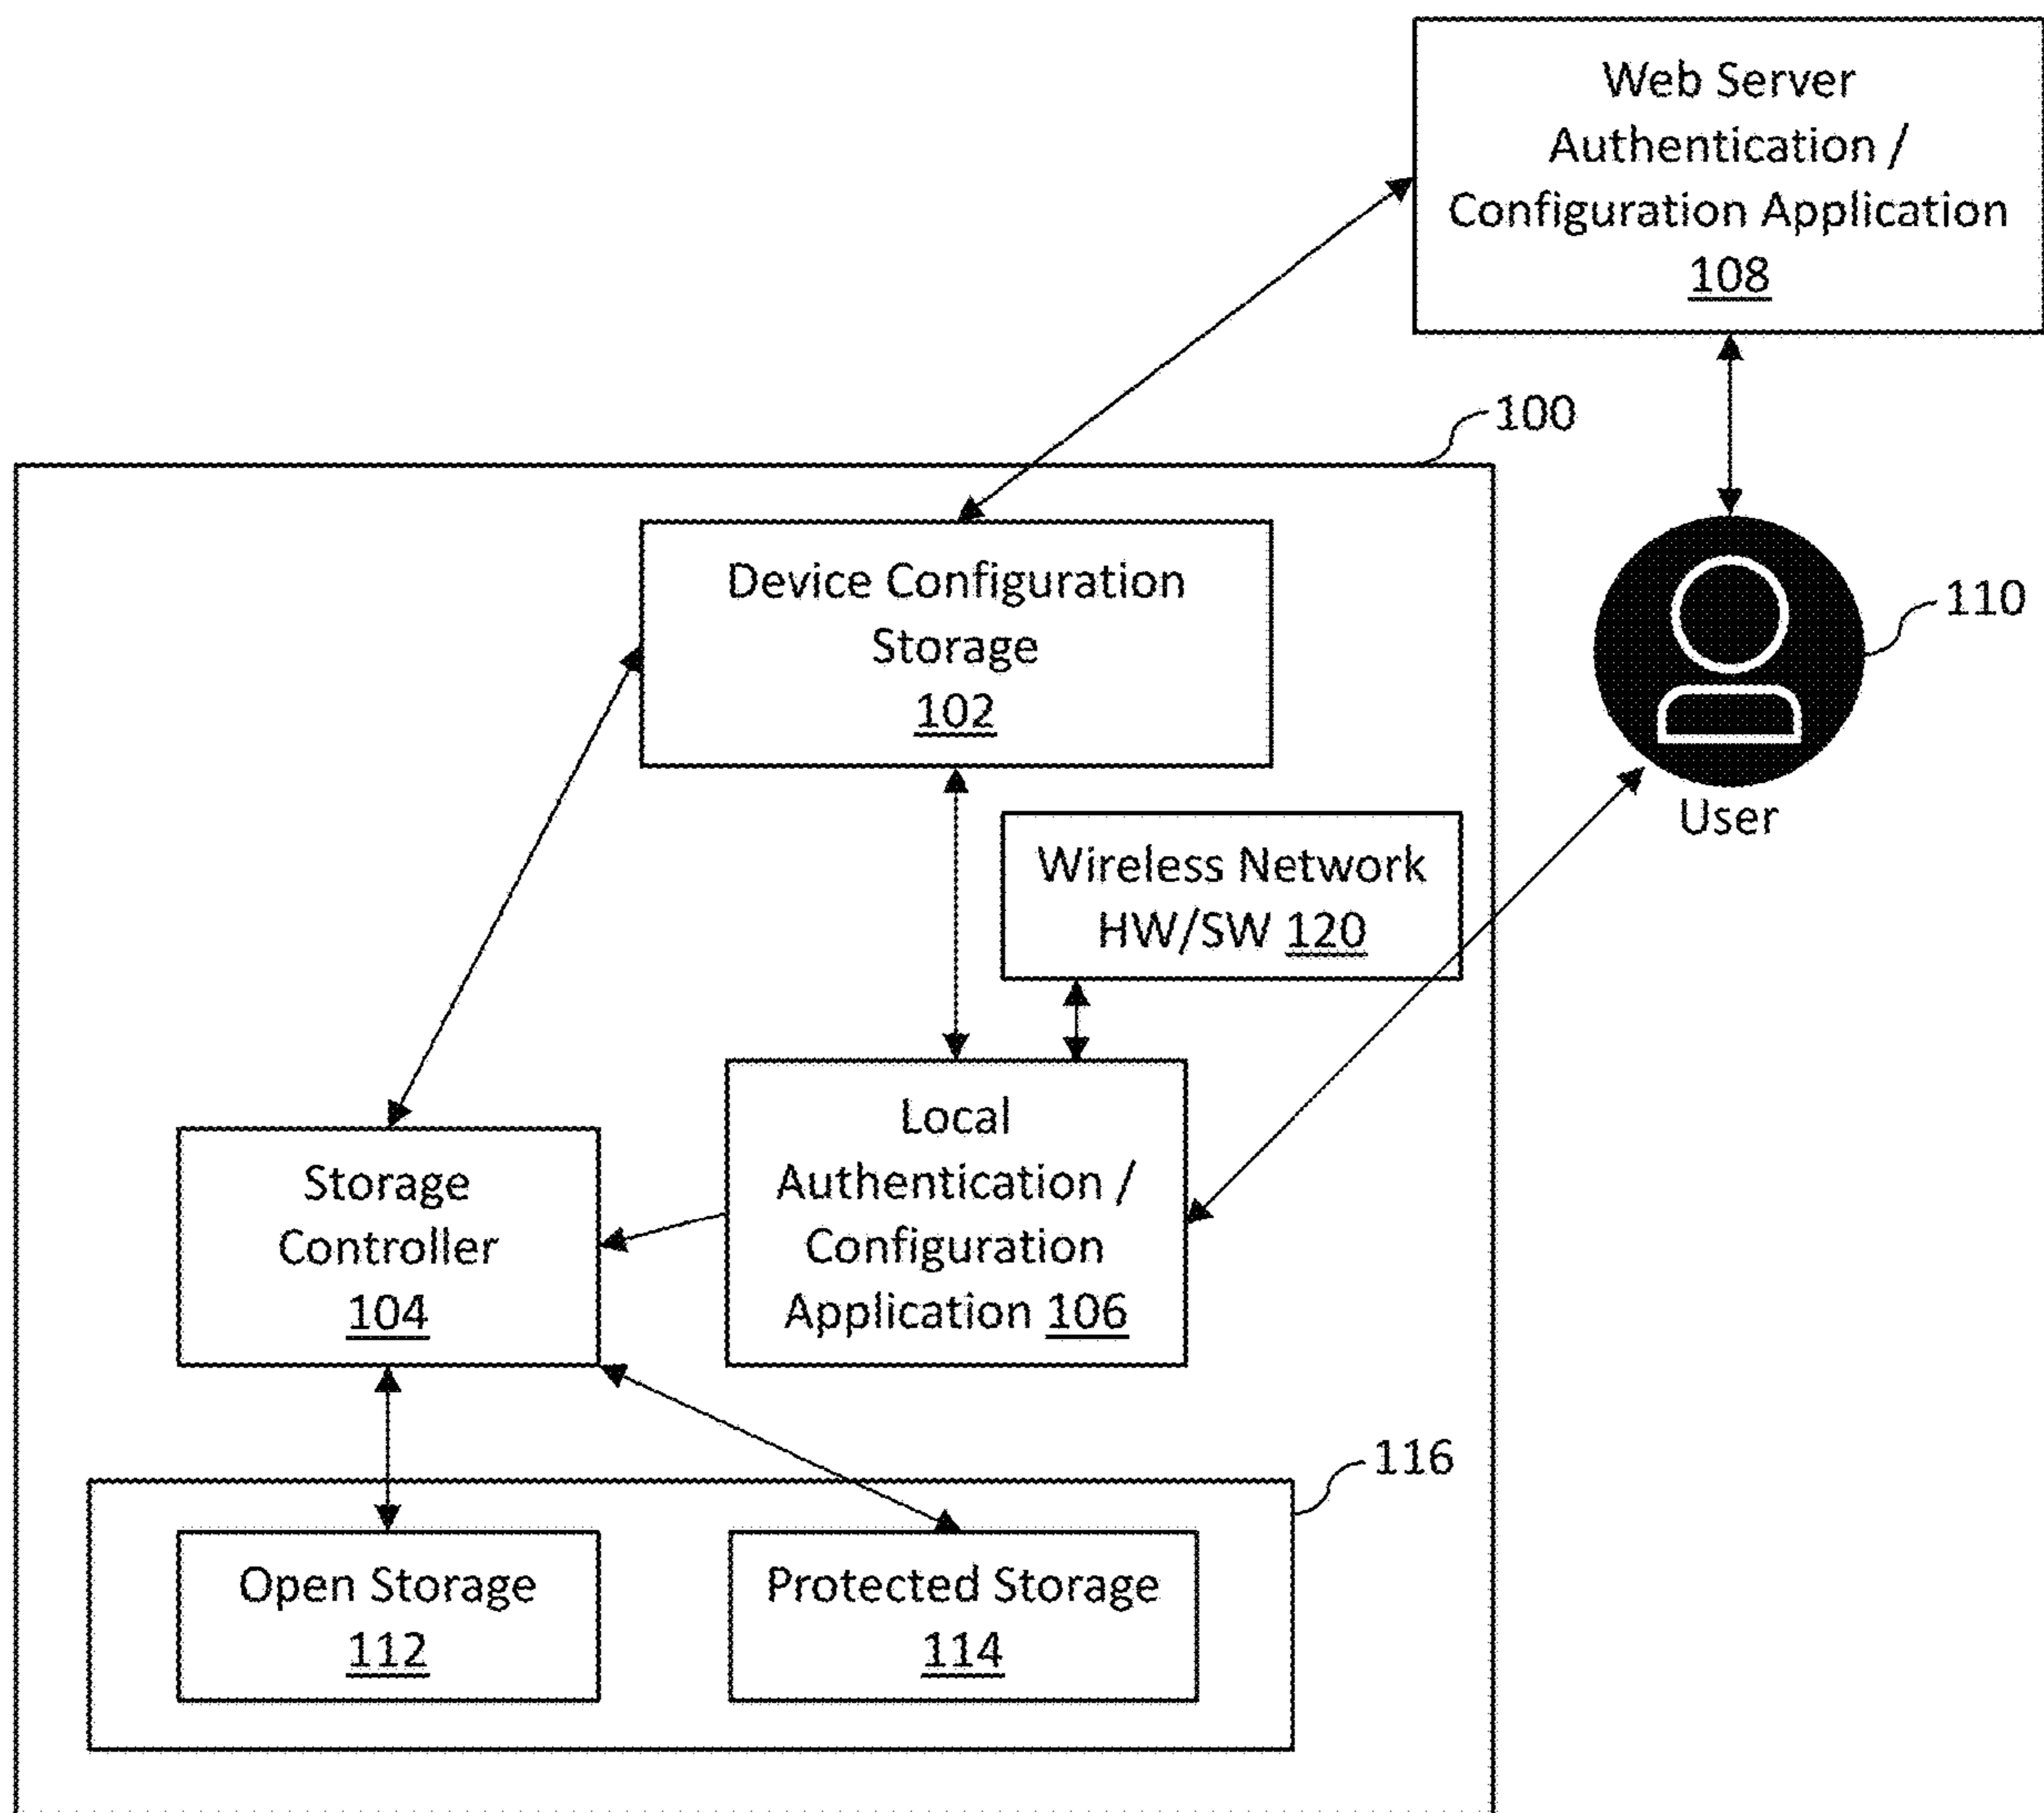 Web Server
Authentication /
Configuration Application
108
100
Device Configuration
Storage
102
110
User
Wireless Network
HW/SW 120
Local
Authentication /
Configuration
Application 106
Storage
Controller
104
116
Open Storage
112
Protected Storage
114